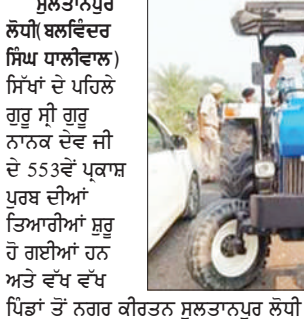 ਸੁਲਤਾਨਪੁਰ
ਲੋਧੀ(ਬਲਵਿੰਦਰ
ਸਿੰਘ ਧਾਲੀਵਾਲ)
ਸਿੱਖਾਂ ਦੇ ਪਹਿਲੇ
ਗੁਰੂ ਸ੍ਰੀ ਗੁਰੂ
ਨਾਨਕ ਦੇਵ ਜੀ
ਦੇ 553ਵੇਂ ਪ੍ਰਕਾਸ਼
ਪੁਰਬ ਦੀਆਂ
ਤਿਆਰੀਆਂ ਸ਼ੁਰੂ
ਹੋ ਗਈਆਂ ਹਨ
ਅਤੇ ਵੱਖ ਵੱਖ
ਪਿੰਡਾਂ ਤੋਂ ਨਗਰ ਕੀਰਤਨ ਸੁਲਤਾਨਪੁਰ ਲੋਧੀ